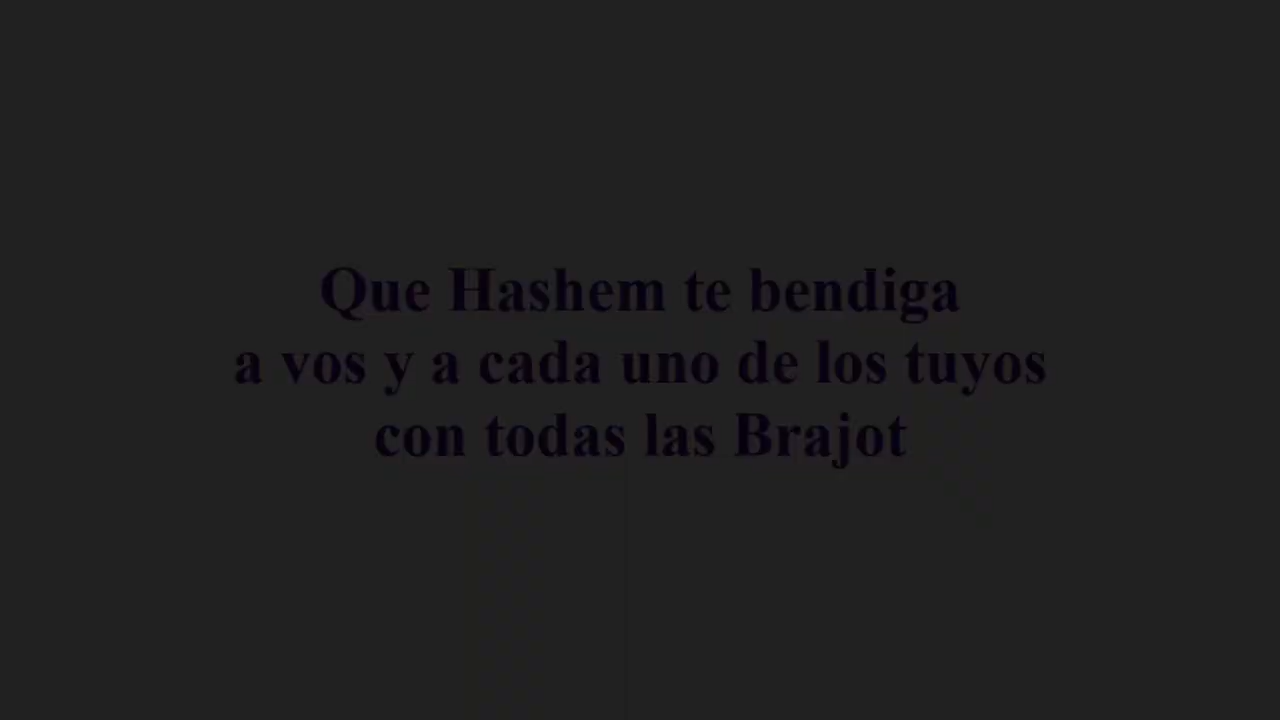 Que Hashem te bendiga
a vos y a cada uno de los tuyos
con todas las Brajot